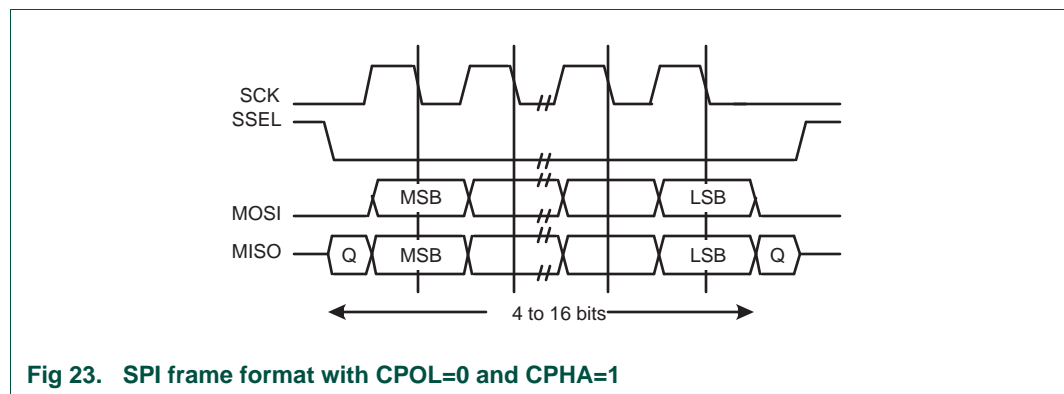 SCK
SSEL
MOSI MSB LSB
MISO Q MSB LSB Q
4 to 16 bits
Fig 23. SPI frame format with CPOL=0 and CPHA=1